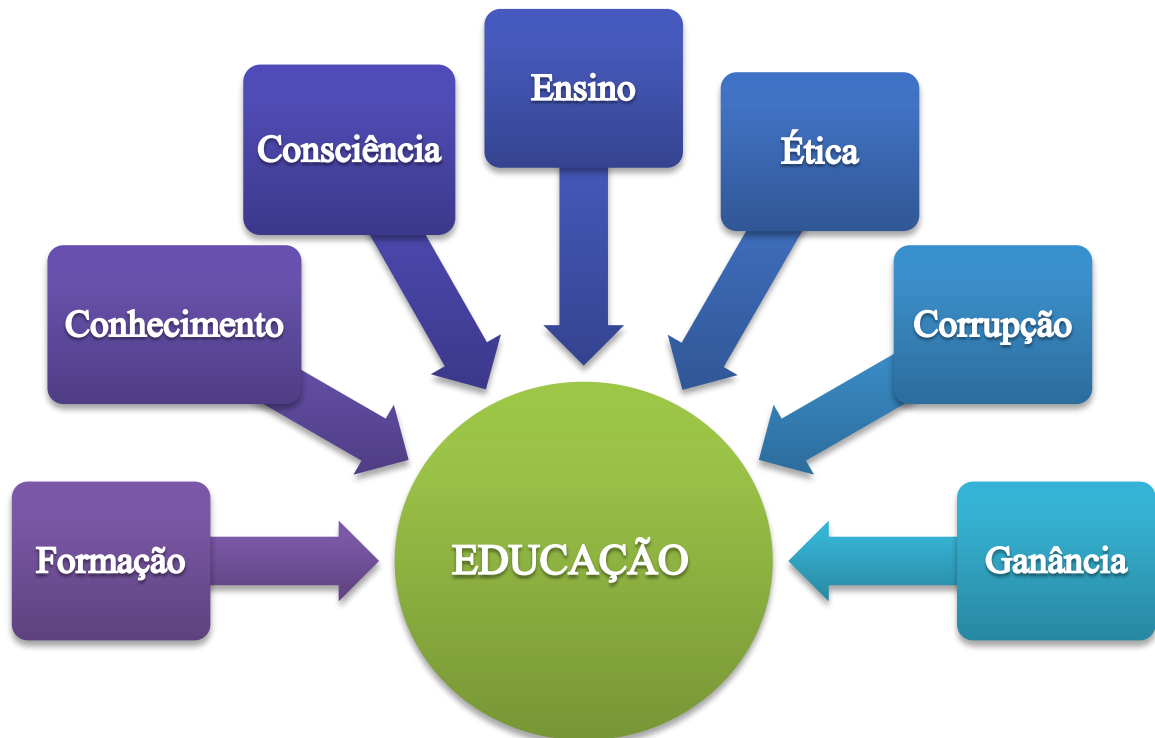 Ensino
Consciência
Ética
Conhecimento
Corrupção
Formação
EDUCAÇÃO
Ganância